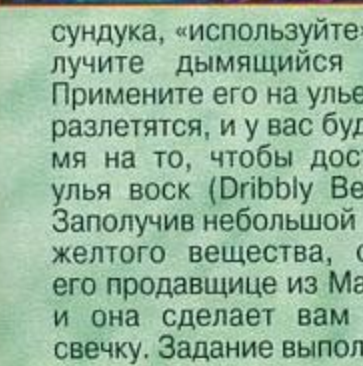 сундука, «используйте»
лучите дымящийся
Примените его на улье
разлетятся, и у вас буд
мя на то, чтобы дос
улья воск (Dribbly Be
Заполучив небольшой
желтого вещества,
его продавщице из Ма
и она сделает вам
свечку. Задание выпол